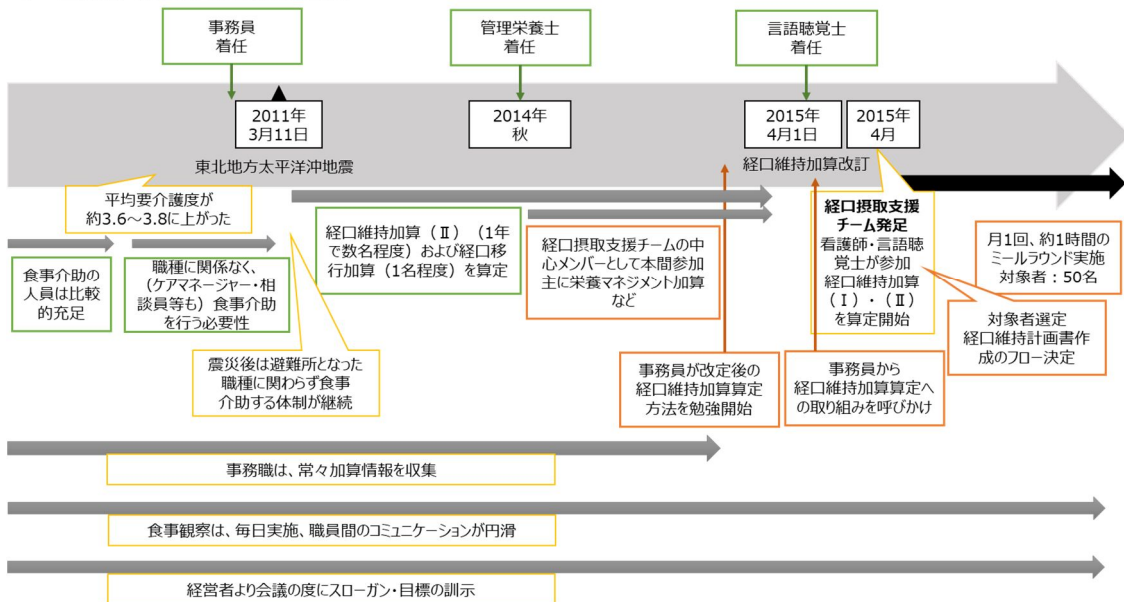 事務員
着任
管理栄養士
着任
言語聴覚士
着任
2011年
3月11日
2014年
秋
2015年
4月1日
2015年
4月
東北地方太平洋沖地震
経口維持加算改訂
平均要介護度が
約3.6～3.8に上がった
食事介助の
人員は比較
的充足
職種に関係なく、
（ケアマネージャー・相
談員等も）食事介助
を行う必要性
震災後は避難所となった
職種に関わらず食事
介助する体制が継続
経口維持加算（Ⅱ）（1年
で数名程度）および経口移
行加算（1名程度）を算定
経口摂取支援チームの中
心メンバーとして本間参加
主に栄養マネジメント加算
など
経口摂取支援
チーム発足
看護師・言語聴
覚士が参加
経口維持加算
（Ⅰ）・（Ⅱ）
を算定開始
月1回、約1時間の
ミールラウンド実施
対象者：50名
対象者選定
経口維持計画書作
成のフロー決定
事務員が改定後の
経口維持加算算定
方法を勉強開始
事務員から
経口維持加算算定へ
の取り組みを呼びかけ
事務職は、常々加算情報を収集
食事観察は、毎日実施、職員間のコミュニケーションが円滑
経営者より会議の度にスローガン・目標の訓示